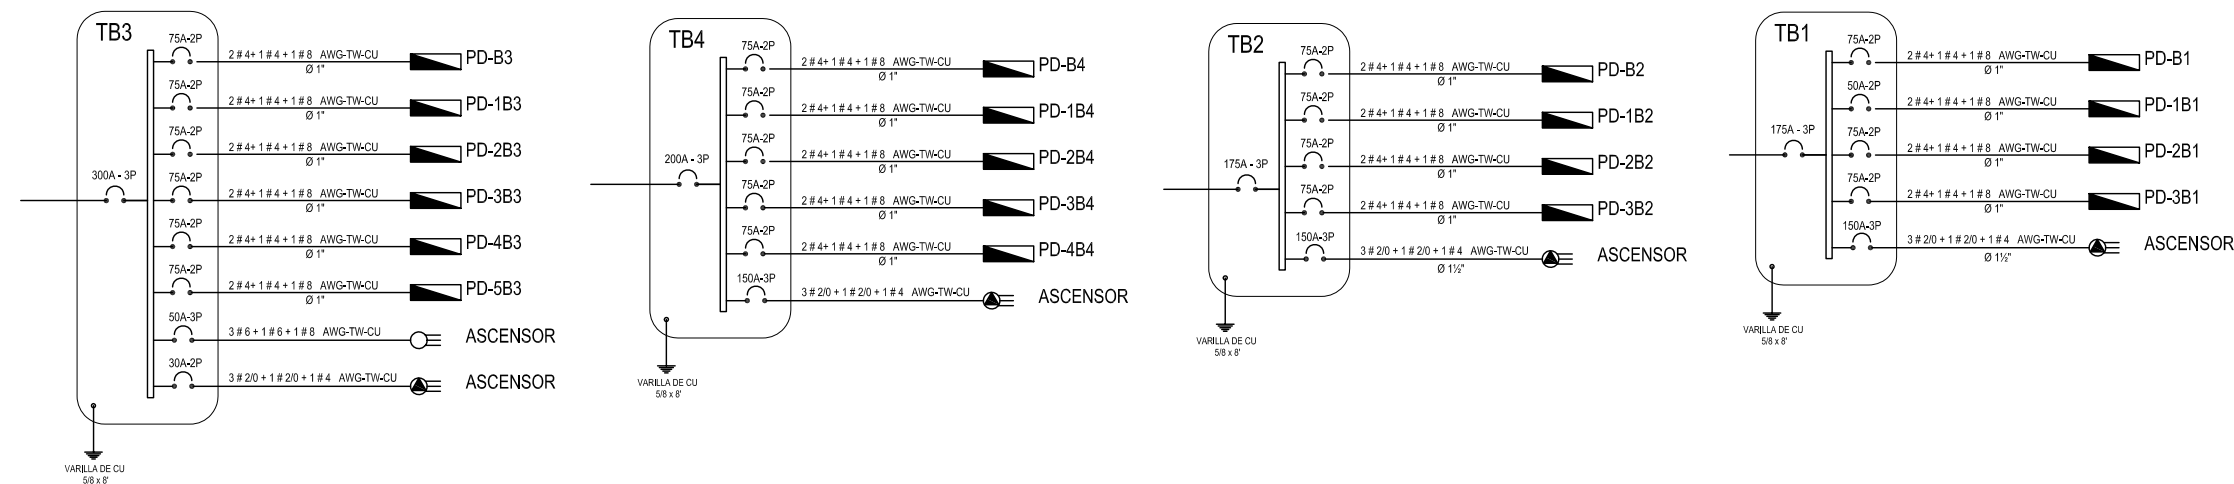 TB3
300A - 3P
75A-2P
2 # 4+ 1 # 4 + 1 # 8 AWG-TW-CU
Ø 1"
PD-B3
75A-2P
2 # 4+ 1 # 4 + 1 # 8 AWG-TW-CU
Ø 1"
PD-1B3
75A-2P
2 # 4+ 1 # 4 + 1 # 8 AWG-TW-CU
Ø 1"
PD-2B3
75A-2P
2 # 4+ 1 # 4 + 1 # 8 AWG-TW-CU
Ø 1"
PD-3B3
75A-2P
2 # 4+ 1 # 4 + 1 # 8 AWG-TW-CU
Ø 1"
PD-4B3
75A-2P
2 # 4+ 1 # 4 + 1 # 8 AWG-TW-CU
Ø 1"
PD-5B3
50A-3P
3 # 6 + 1 # 6 + 1 # 8 AWG-TW-CU
ASCENSOR
30A-2P
3 # 2/0 + 1 # 2/0 + 1 # 4 AWG-TW-CU
ASCENSOR
VARILLA DE CU
5/8 x 8'
TB4
200A - 3P
75A-2P
2 # 4+ 1 # 4 + 1 # 8 AWG-TW-CU
Ø 1"
PD-B4
75A-2P
2 # 4+ 1 # 4 + 1 # 8 AWG-TW-CU
Ø 1"
PD-1B4
75A-2P
2 # 4+ 1 # 4 + 1 # 8 AWG-TW-CU
Ø 1"
PD-2B4
75A-2P
2 # 4+ 1 # 4 + 1 # 8 AWG-TW-CU
Ø 1"
PD-3B4
75A-2P
2 # 4+ 1 # 4 + 1 # 8 AWG-TW-CU
Ø 1"
PD-4B4
150A-3P
3 # 2/0 + 1 # 2/0 + 1 # 4 AWG-TW-CU
ASCENSOR
VARILLA DE CU
5/8 x 8'
TB2
175A - 3P
75A-2P
2 # 4+ 1 # 4 + 1 # 8 AWG-TW-CU
Ø 1"
PD-B2
75A-2P
2 # 4+ 1 # 4 + 1 # 8 AWG-TW-CU
Ø 1"
PD-1B2
75A-2P
2 # 4+ 1 # 4 + 1 # 8 AWG-TW-CU
Ø 1"
PD-2B2
75A-2P
2 # 4+ 1 # 4 + 1 # 8 AWG-TW-CU
Ø 1"
PD-3B2
150A-3P
3 # 2/0 + 1 # 2/0 + 1 # 4 AWG-TW-CU
Ø 1½"
ASCENSOR
VARILLA DE CU
5/8 x 8'
TB1
175A - 3P
75A-2P
2 # 4+ 1 # 4 + 1 # 8 AWG-TW-CU
Ø 1"
PD-B1
50A-2P
2 # 4+ 1 # 4 + 1 # 8 AWG-TW-CU
Ø 1"
PD-1B1
75A-2P
2 # 4+ 1 # 4 + 1 # 8 AWG-TW-CU
Ø 1"
PD-2B1
75A-2P
2 # 4+ 1 # 4 + 1 # 8 AWG-TW-CU
Ø 1"
PD-3B1
150A-3P
3 # 2/0 + 1 # 2/0 + 1 # 4 AWG-TW-CU
Ø 1½"
ASCENSOR
VARILLA DE CU
5/8 x 8'